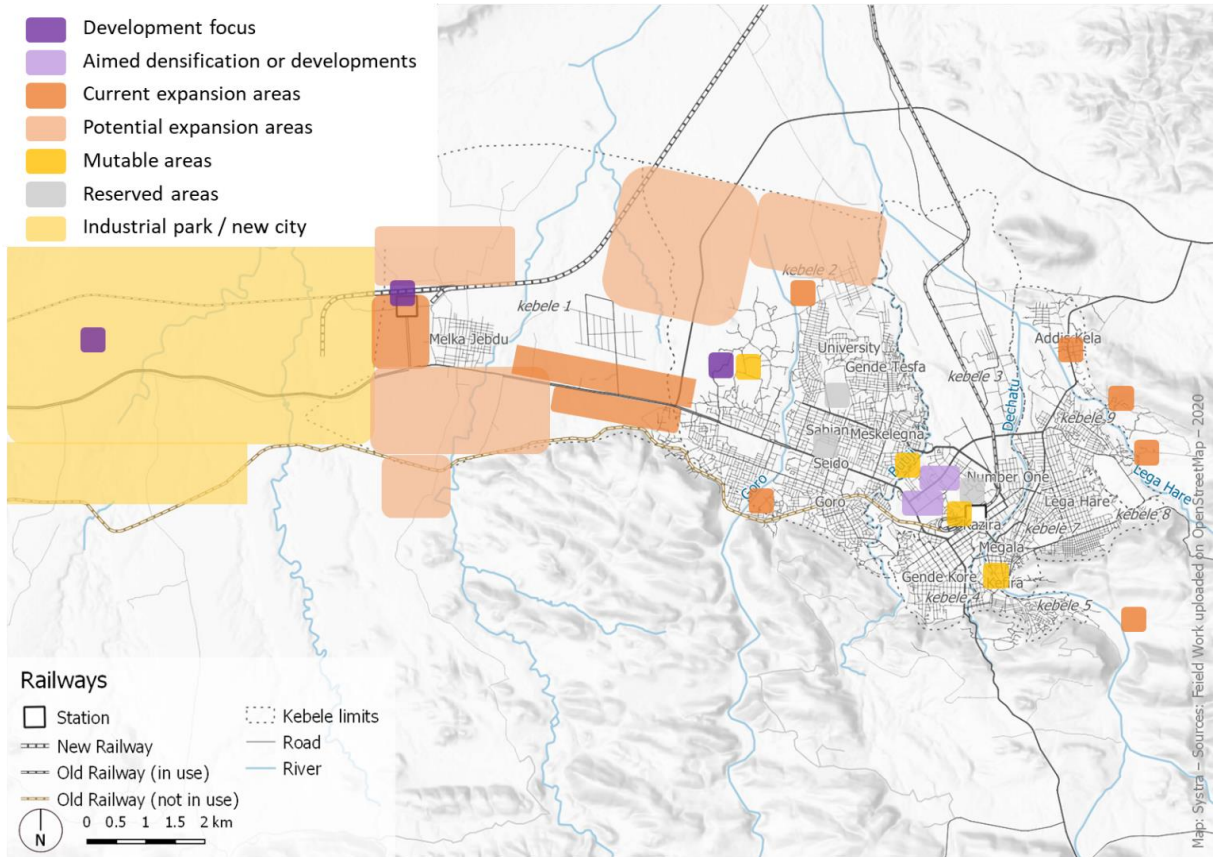 Development focus
Aimed densification or developments
Current expansion areas
Potential expansion areas
Mutable areas
Reserved areas
Industrial park / new city
kebele 2
kebele 1
Melka Jebdu
Addis Kela
University
Gende Tesfa
kebele 3
Dechatu
kebele 9
Sabian
Meskelegna
Seido
Number One
Lega Hare
Goro
Goro
Lega Hare
kebele 8
kebele 7
Megala
Gende Kore
Kefira
kebele 4
kebele 5
Railways
Station
New Railway
Old Railway (in use)
Old Railway (not in use)
Kebele limits
Road
River
0 0.5 1 1.5 2 km
N
Map: Systra – Sources: Feield Work uploaded on OpenStreetMap – 2020